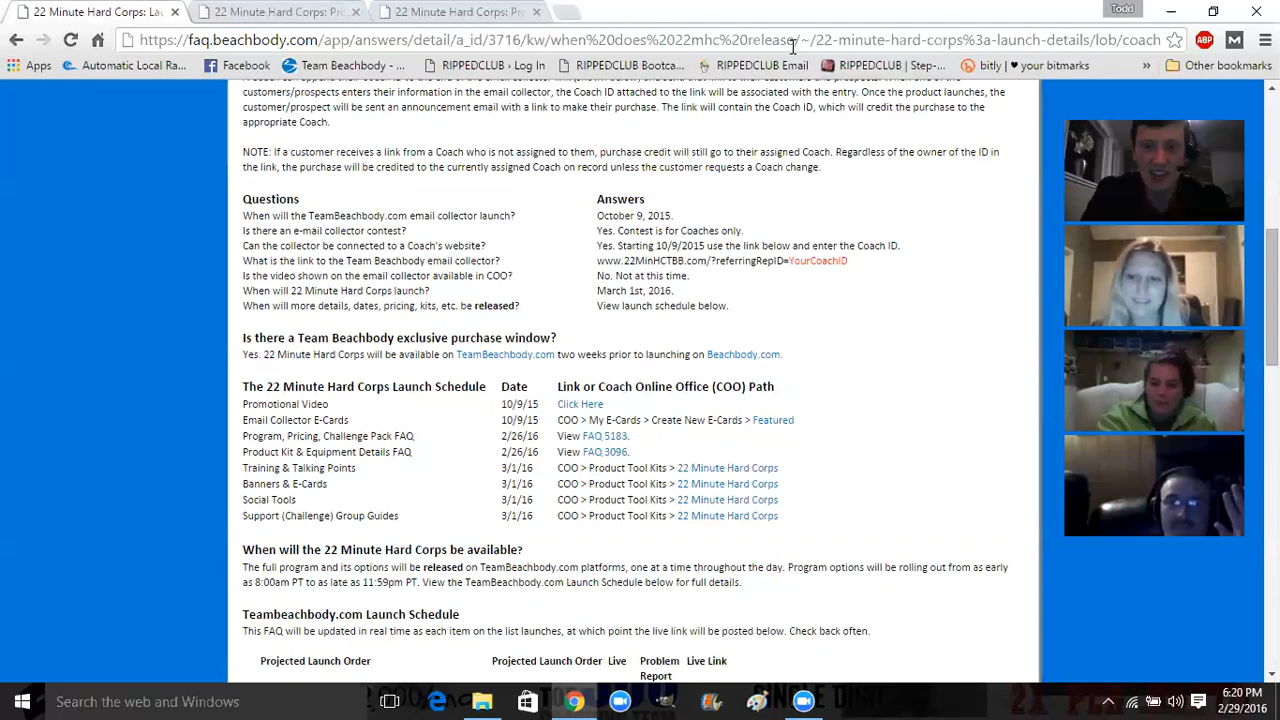 Todd
22 Minute Hard Corps: La
22 Minute Hard Corps: Pr
22 Minute Hard Corps: Pr
https://faq.beachbody.com/app/answers/detail/a_id/3716/kw/when%20does%2022mhc%20release/~/22-minute-hard-corps%3a-launch-details/lob/coach
Apps Facebook Team Beachbody -... RIPPEDCLUB › Log In RIPPEDCLUB Bootca... RIPPEDCLUB Email RIPPEDCLUB | Step-... bitly | ♥ your bitmarks » Other bookmarks
customers/prospects enters their information in the email collector, the Coach ID attached to the link will be associated with the entry. Once the product launches, the
customer/prospect will be sent an announcement email with a link to make their purchase. The link will contain the Coach ID, which will credit the purchase to the
appropriate Coach.
NOTE: If a customer receives a link from a Coach who is not assigned to them, purchase credit will still go to their assigned Coach. Regardless of the owner of the ID in
the link, the purchase will be credited to the currently assigned Coach on record unless the customer requests a Coach change.
Questions Answers
When will the TeamBeachbody.com email collector launch? October 9, 2015.
Is there an e-mail collector contest? Yes. Contest is for Coaches only.
Can the collector be connected to a Coach's website? Yes. Starting 10/9/2015 use the link below and enter the Coach ID.
What is the link to the Team Beachbody email collector? www.22MinHCTBB.com/?referringRepID=YourCoachID
Is the video shown on the email collector available in COO? No. Not at this time.
When will 22 Minute Hard Corps launch? March 1st, 2016.
When will more details, dates, pricing, kits, etc. be released? View launch schedule below.
Is there a Team Beachbody exclusive purchase window?
Yes. 22 Minute Hard Corps will be available on TeamBeachbody.com two weeks prior to launching on Beachbody.com.
The 22 Minute Hard Corps Launch Schedule Date Link or Coach Online Office (COO) Path
Promotional Video 10/9/15 Click Here
Email Collector E-Cards 10/9/15 COO > My E-Cards > Create New E-Cards > Featured
Program, Pricing, Challenge Pack FAQ 2/26/16 View FAQ 5183.
Product Kit & Equipment Details FAQ 2/26/16 View FAQ 3096.
Training & Talking Points 3/1/16 COO > Product Tool Kits > 22 Minute Hard Corps
Banners & E-Cards 3/1/16 COO > Product Tool Kits > 22 Minute Hard Corps
Social Tools 3/1/16 COO > Product Tool Kits > 22 Minute Hard Corps
Support (Challenge) Group Guides 3/1/16 COO > Product Tool Kits > 22 Minute Hard Corps
When will the 22 Minute Hard Corps be available?
The full program and its options will be released on TeamBeachbody.com platforms, one at a time throughout the day. Program options will be rolling out from as early
as 8:00am PT to as late as 11:59pm PT. View the TeamBeachbody.com Launch Schedule below for full details.
Teambeachbody.com Launch Schedule
This FAQ will be updated in real time as each item on the list launches, at which point the live link will be posted below. Check back often.
Projected Launch Order Projected Launch Order Live Problem Live Link
Report
Search the web and Windows
6:20 PM
2/29/2016